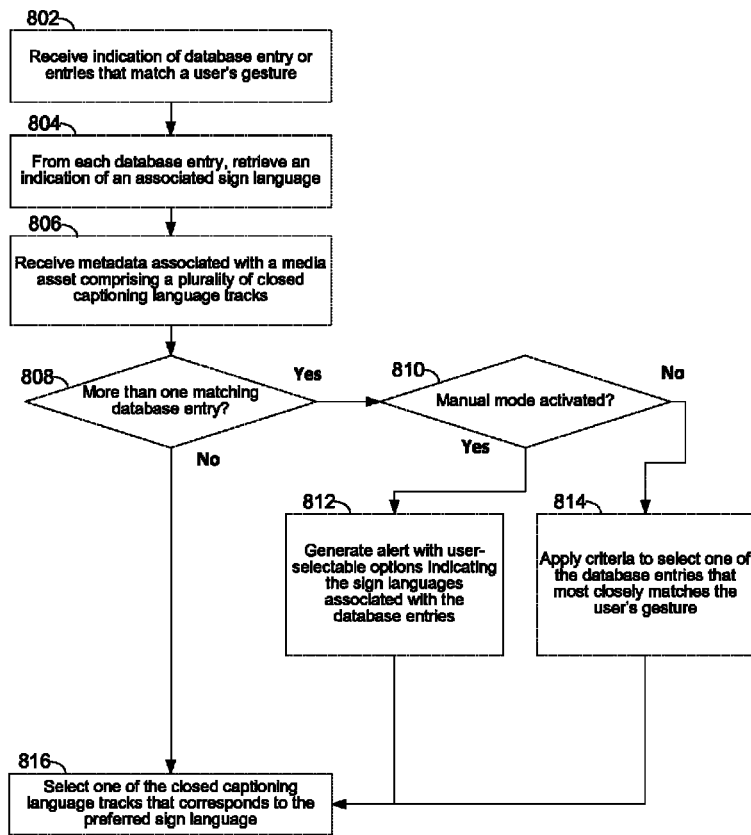 802
Receive indication of database entry or
entries that match a user's gesture
804
From each database entry, retrieve an
indication of an associated sign language
806
Receive metadata associated with a media
asset comprising a plurality of closed
captioning language tracks
808
More than one matching
database entry?
Yes
No
810
Manual mode activated?
No
Yes
812
Generate alert with user-
selectable options indicating
the sign languages
associated with the
database entries
814
Apply criteria to select one of
the database entries that
most closely matches the
user's gesture
816
Select one of the closed captioning
language tracks that corresponds to the
preferred sign language